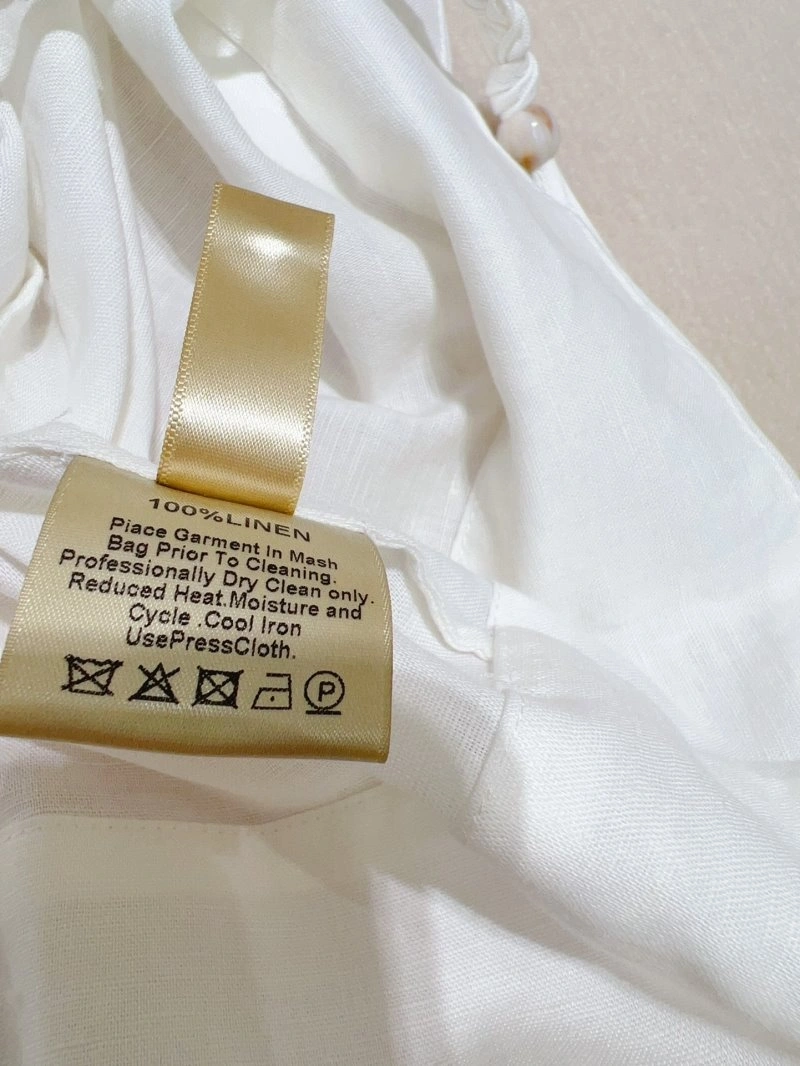 100%LINEN
Piace Garment In Mash
Bag Prior To Cleaning.
Professionally Dry Clean only.
Reduced Heat.Moisture and
Cycle .Cool Iron
UsePressCloth.
P